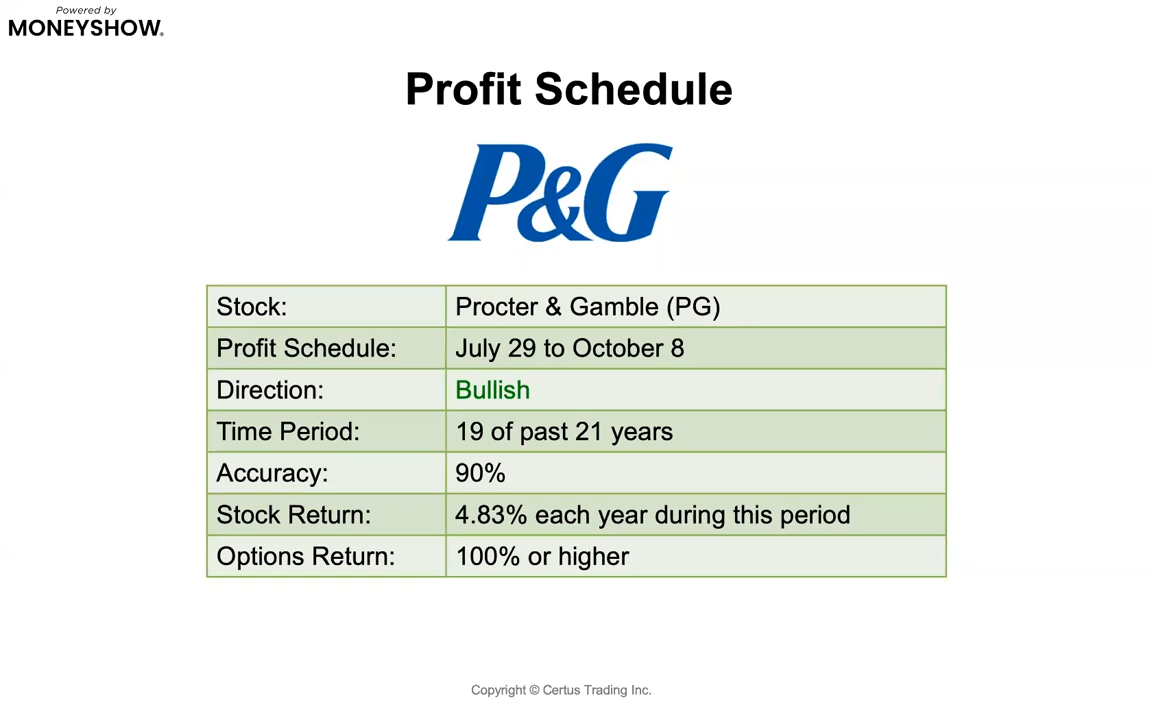 Powered by
MONEYSHOW®
Profit Schedule
P&G
Stock: Procter & Gamble (PG)
Profit Schedule: July 29 to October 8
Direction: Bullish
Time Period: 19 of past 21 years
Accuracy: 90%
Stock Return: 4.83% each year during this period
Options Return: 100% or higher
Copyright © Certus Trading Inc.